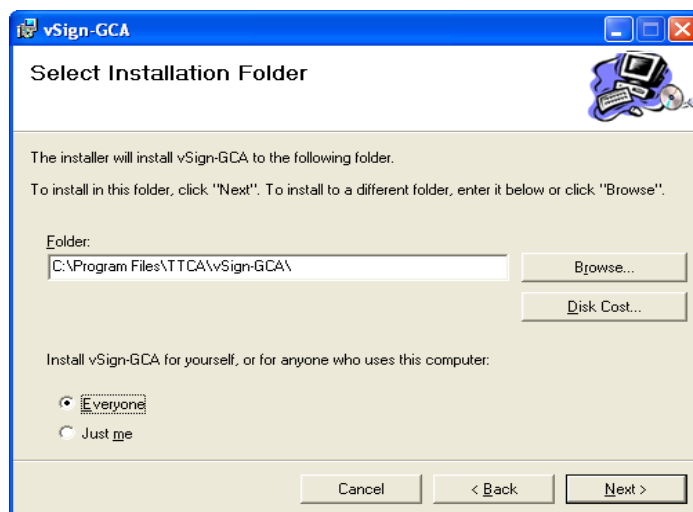 vSign-GCA
Select Installation Folder
The installer will install vSign-GCA to the following folder.
To install in this folder, click "Next". To install to a different folder, enter it below or click "Browse".
Folder:
C:\Program Files\TTCA\vSign-GCA\
Browse...
Disk Cost...
Install vSign-GCA for yourself, or for anyone who uses this computer:
Everyone
Just me
Cancel
< Back
Next >